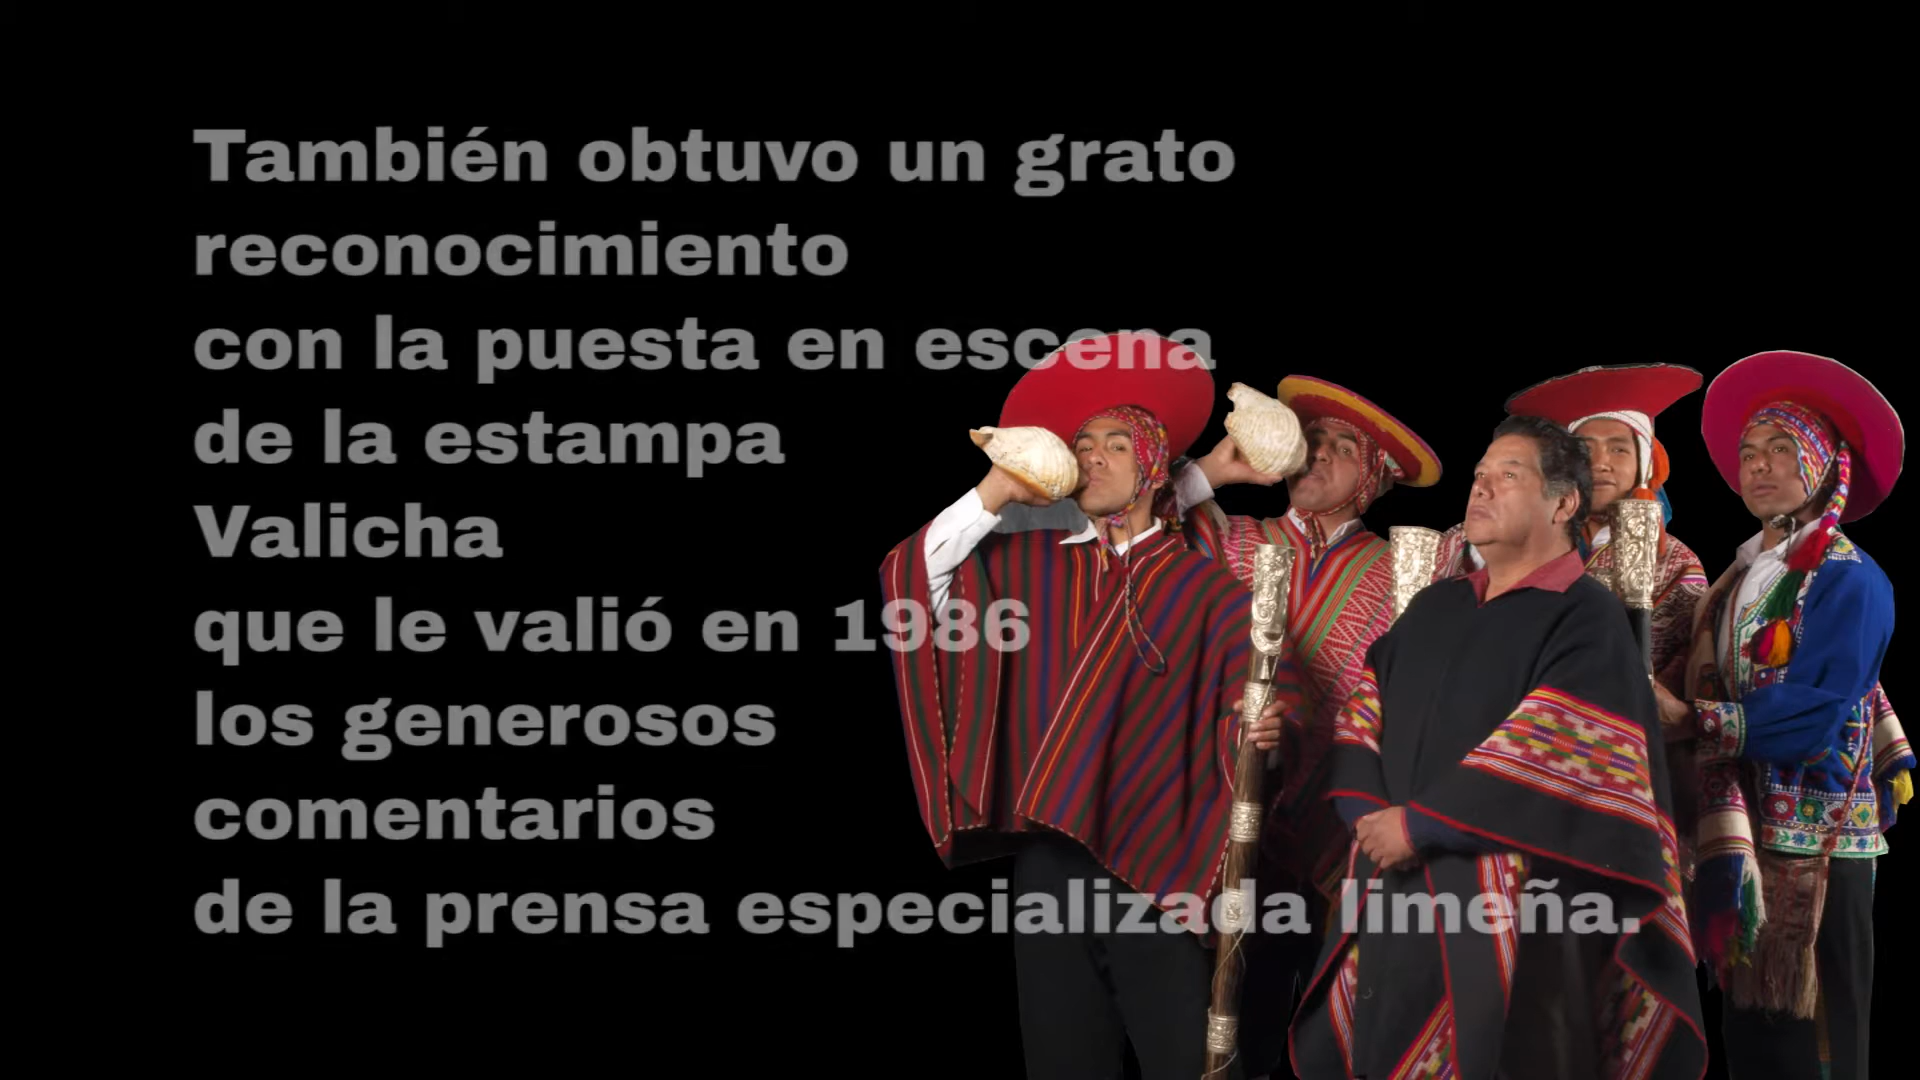 También obtuvo un grato
reconocimiento
con la puesta en escena
de la estampa
Valicha
que le valió en 1986
los generosos
comentarios
de la prensa especializada limeña.